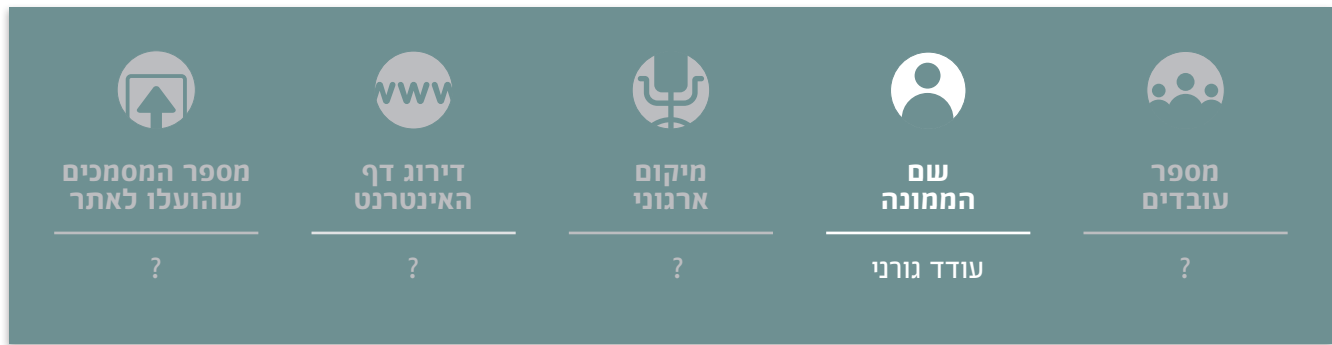 מספר
עובדים
?
שם
הממונה
עודד גורני
מיקום
ארגוני
?
www
דירוג דף
האינטרנט
?
מספר המסמכים
שהועלו לאתר
?